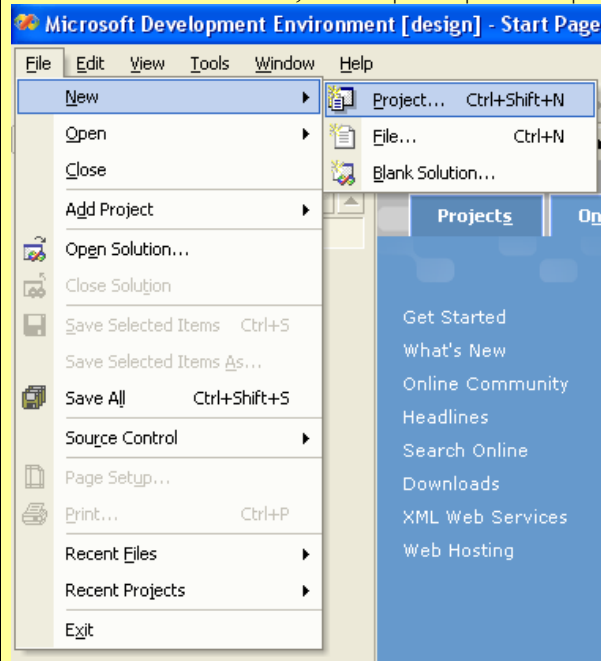 Microsoft Development Environment [design] - Start Page
File Edit View Tools Window Help
New
Project... Ctrl+Shift+N
Open
File... Ctrl+N
Close
Blank Solution...
Add Project
Projects
Open Solution...
Close Solution
Save Selected Items Ctrl+S
Save Selected Items As...
Save All Ctrl+Shift+S
Source Control
Page Setup...
Print... Ctrl+P
Recent Files
Recent Projects
Exit
Get Started
What's New
Online Community
Headlines
Search Online
Downloads
XML Web Services
Web Hosting